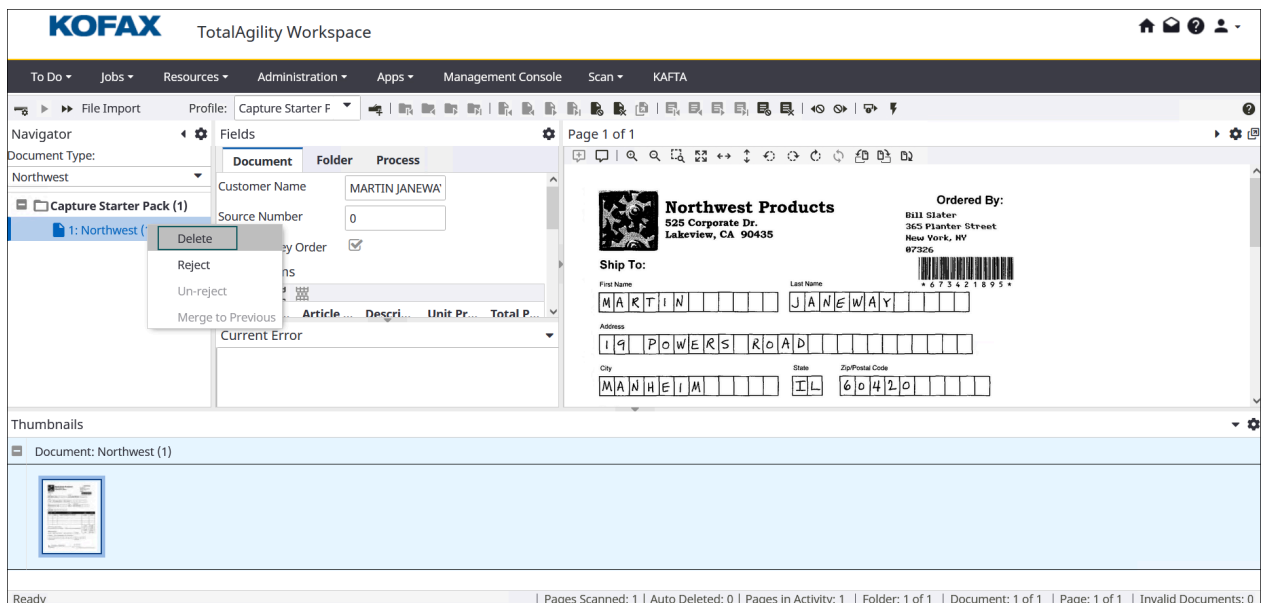 KOFAX TotalAgility Workspace
To Do Jobs Resources Administration Apps Management Console Scan KAFTA
File Import Profile: Capture Starter F
Navigator
Document Type:
Northwest
Capture Starter Pack (1)
1: Northwest (
Delete
Reject
Un-reject
Merge to Previous
Fields
Document Folder Process
Customer Name MARTIN JANEWA
Source Number 0
ey Order
ns
Article ... Descri... Unit Pr... Total P...
Current Error
Page 1 of 1
Northwest Products
525 Corporate Dr.
Lakeview, CA 90435
Ordered By:
Bill Slater
365 Planter Street
New York, NY
07326
*673421895*
Ship To:
First Name Last Name
MARTIN JANEWAY
Address
19 POWERS ROAD
City State Zip/Postal Code
MANHEIM IL 60420
Thumbnails
Document: Northwest (1)
Ready | Pages Scanned: 1 | Auto Deleted: 0 | Pages in Activity: 1 | Folder: 1 of 1 | Document: 1 of 1 | Page: 1 of 1 | Invalid Documents: 0